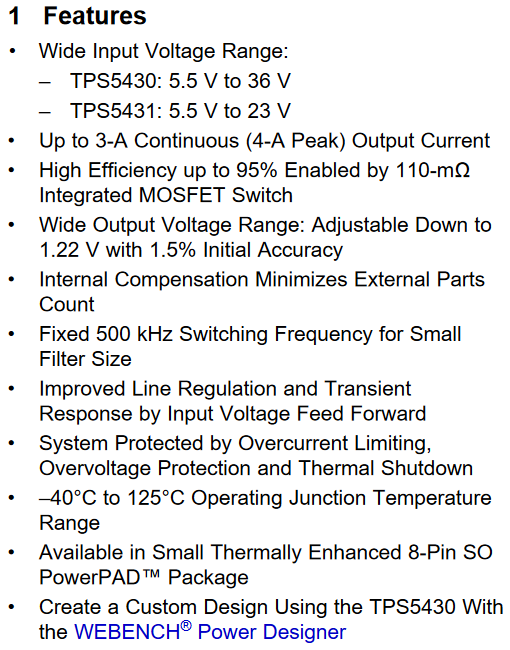 1 Features
• Wide Input Voltage Range:
– TPS5430: 5.5 V to 36 V
– TPS5431: 5.5 V to 23 V
• Up to 3-A Continuous (4-A Peak) Output Current
• High Efficiency up to 95% Enabled by 110-mΩ
Integrated MOSFET Switch
• Wide Output Voltage Range: Adjustable Down to
1.22 V with 1.5% Initial Accuracy
• Internal Compensation Minimizes External Parts
Count
• Fixed 500 kHz Switching Frequency for Small
Filter Size
• Improved Line Regulation and Transient
Response by Input Voltage Feed Forward
• System Protected by Overcurrent Limiting,
Overvoltage Protection and Thermal Shutdown
• –40°C to 125°C Operating Junction Temperature
Range
• Available in Small Thermally Enhanced 8-Pin SO
PowerPAD™ Package
• Create a Custom Design Using the TPS5430 With
the WEBENCH® Power Designer